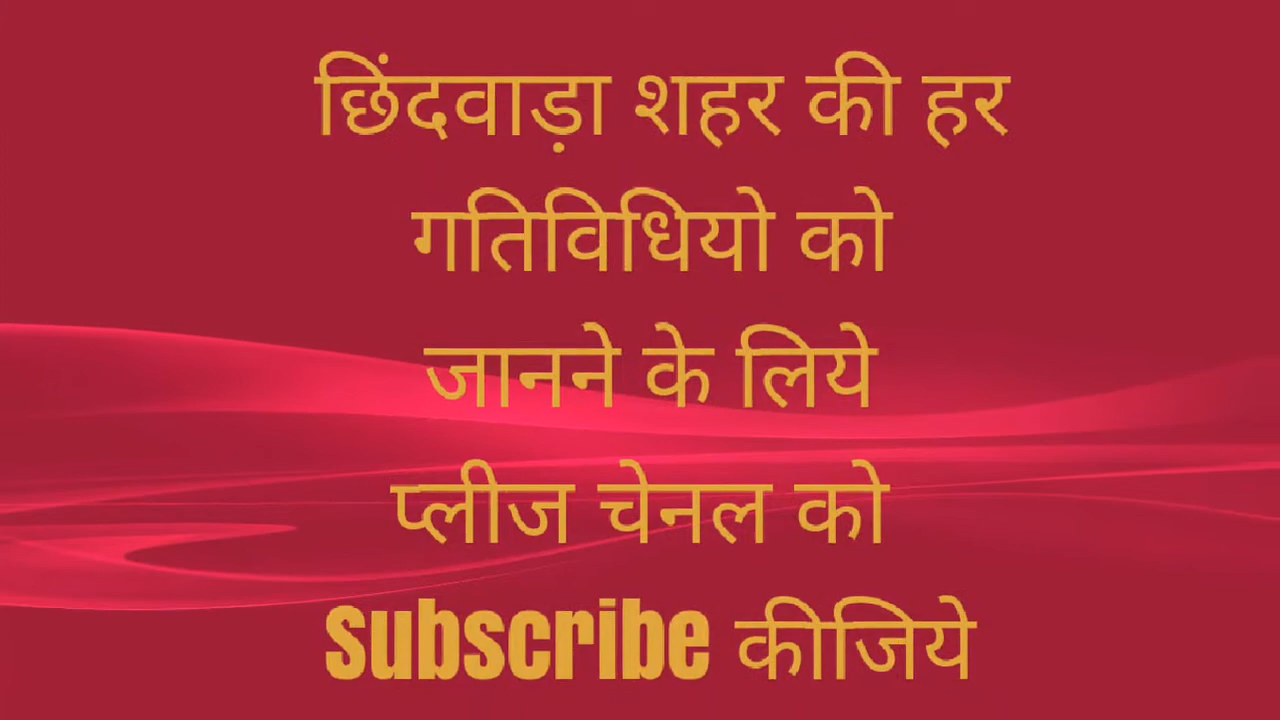 छिंदवाड़ा शहर की हर
गतिविधियो को
जानने के लिये
प्लीज चेनल को
Subscribe कीजिये